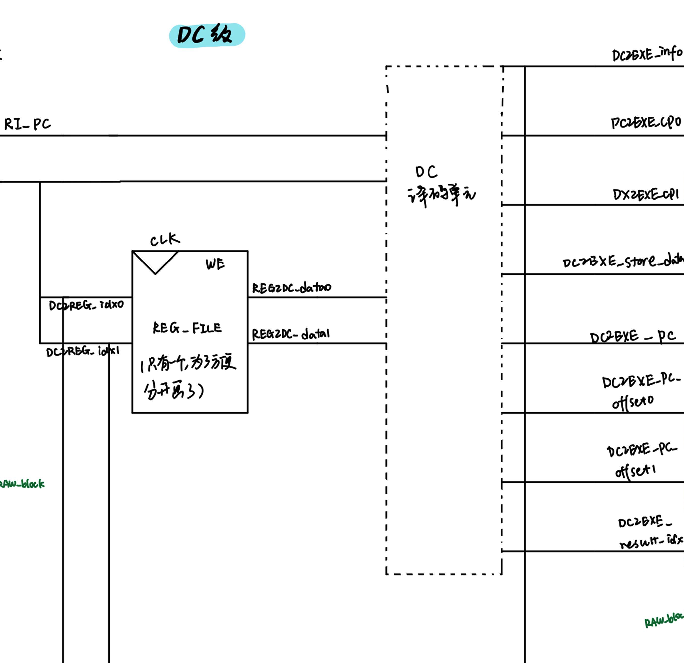 DC级
DC2EXE_info
RI_PC
DC2EXE_cp0
DC
译码单元
DX2EXE_cp1
CLK
WE
DC2EXE_store_data
REG2DC_data0
DC2REG_idx0
REG_FILE
REG2DC_data1
DC2EXE_pc
DC2REG_idx1
(只有一个,为了方便
分开画了)
DC2EXE_PC_
offset0
DC2EXE_PC_
offset1
RAW_block
DC2EXE_
result_idx
RAW_bloc